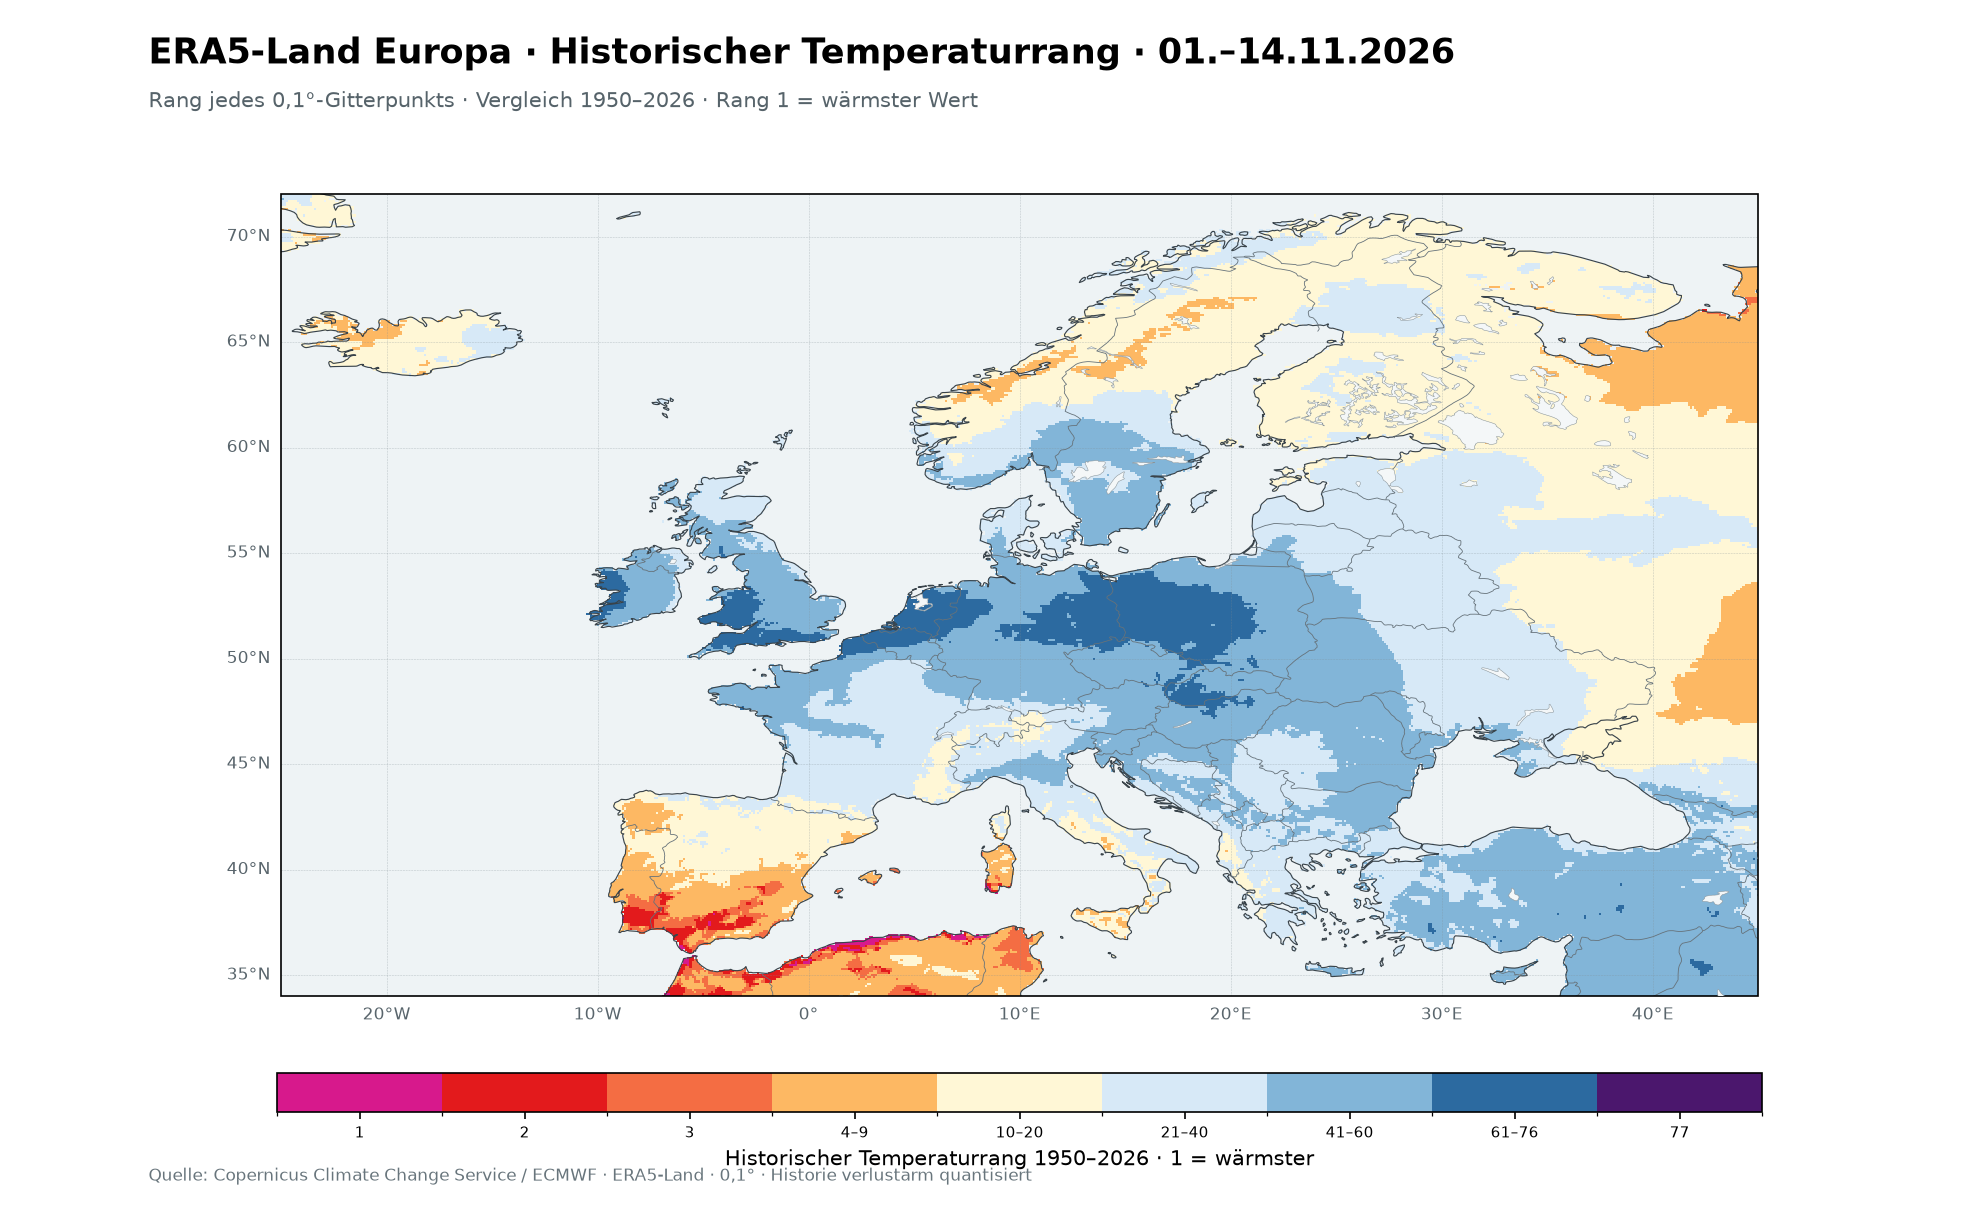 ERA5-Land Europa · Historischer Temperaturrang · 01.–14.11.2026
Rang jedes 0,1°-Gitterpunkts · Vergleich 1950–2026 · Rang 1 = wärmster Wert
70°N
65°N
60°N
55°N
50°N
45°N
40°N
35°N
20°W 10°W 0° 10°E 20°E 30°E 40°E
1 2 3 4–9 10–20 21–40 41–60 61–76 77
Historischer Temperaturrang 1950–2026 · 1 = wärmster
Quelle: Copernicus Climate Change Service / ECMWF · ERA5-Land · 0,1° · Historie verlustarm quantisiert